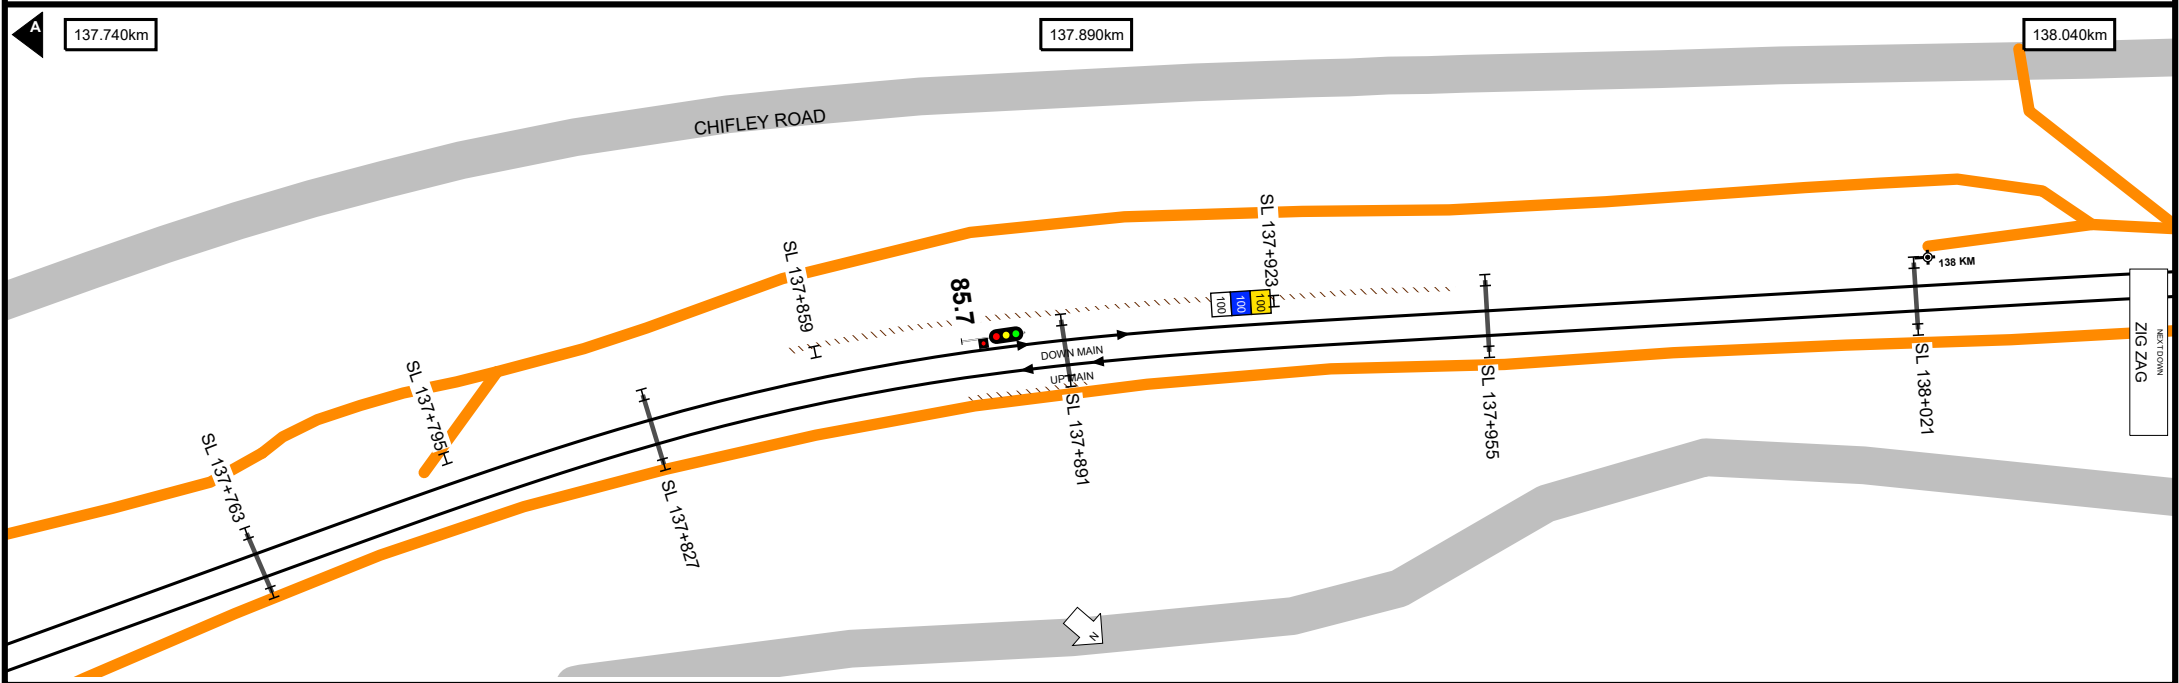 A
137.740km
137.890km
138.040km
CHIFLEY ROAD
SL 137+923
SL 137+859
138 KM
85.7
100
100
100
DOWN MAIN
UP MAIN
NEXT DOWN
ZIG ZAG
SL 137+795
SL 138+021
SL 137+955
SL 137+891
SL 137+763
SL 137+827
N